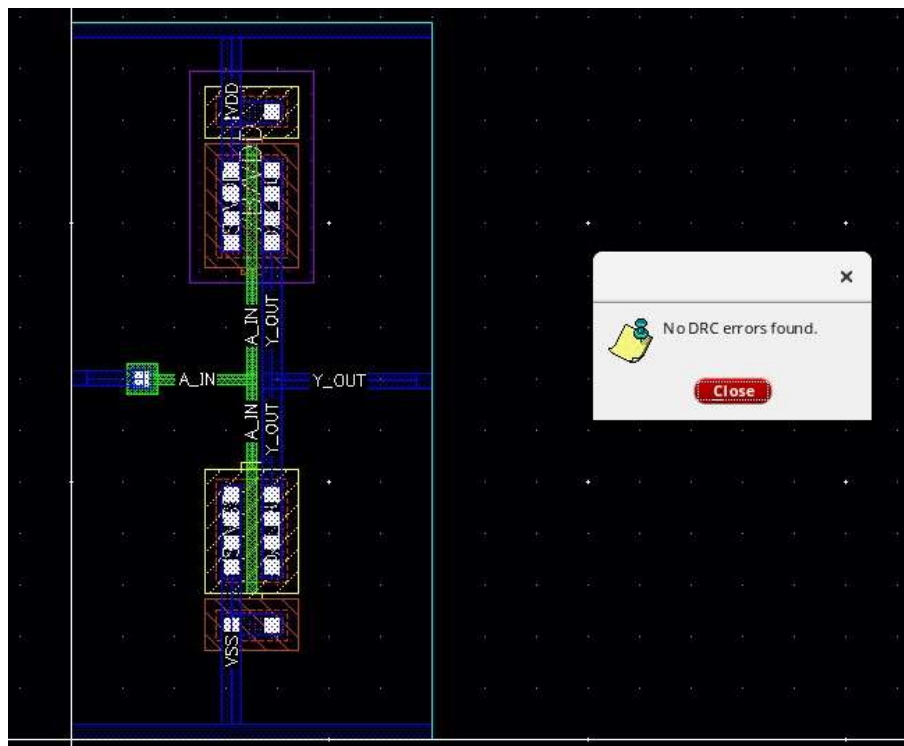 VDD
A_IN
Y_OUT
A_IN
Y_OUT
A_IN
Y_OUT
VSS
No DRC errors found.
Close